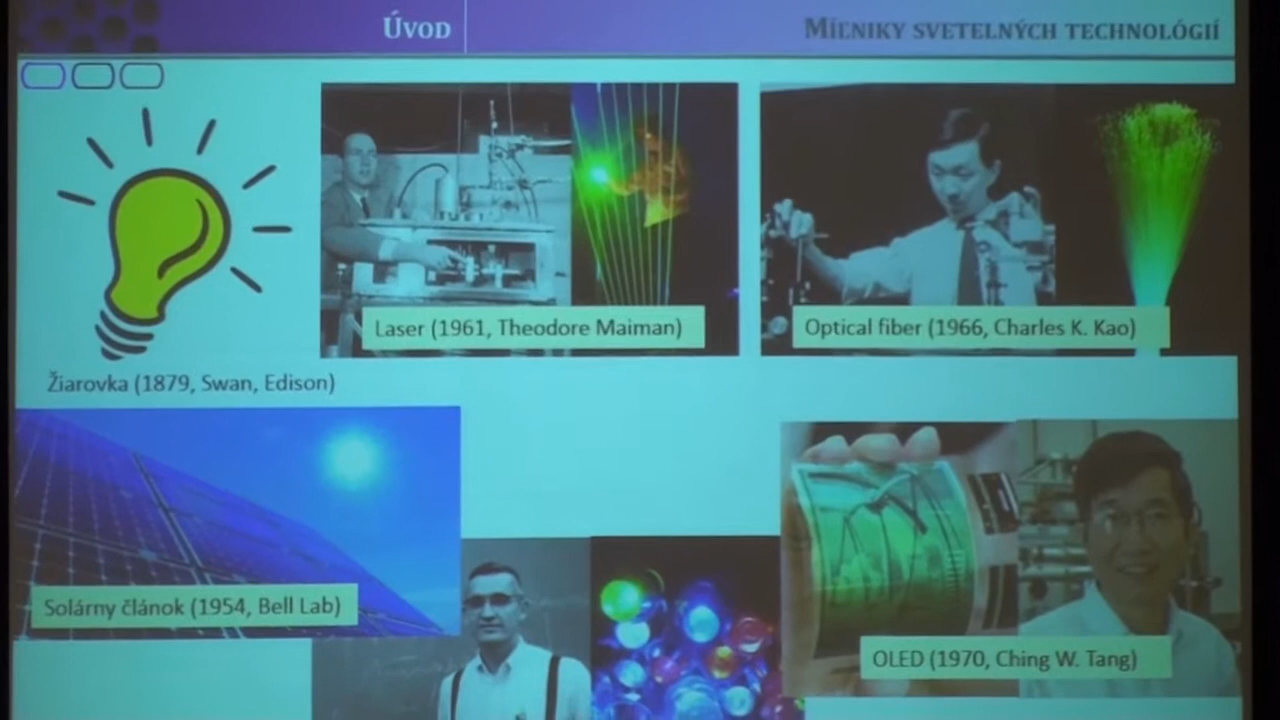 ÚVOD
MÍĽNIKY SVETELNÝCH TECHNOLÓGIÍ
Laser (1961, Theodore Maiman)
Optical fiber (1966, Charles K. Kao)
Žiarovka (1879, Swan, Edison)
Solárny článok (1954, Bell Lab)
OLED (1970, Ching W. Tang)